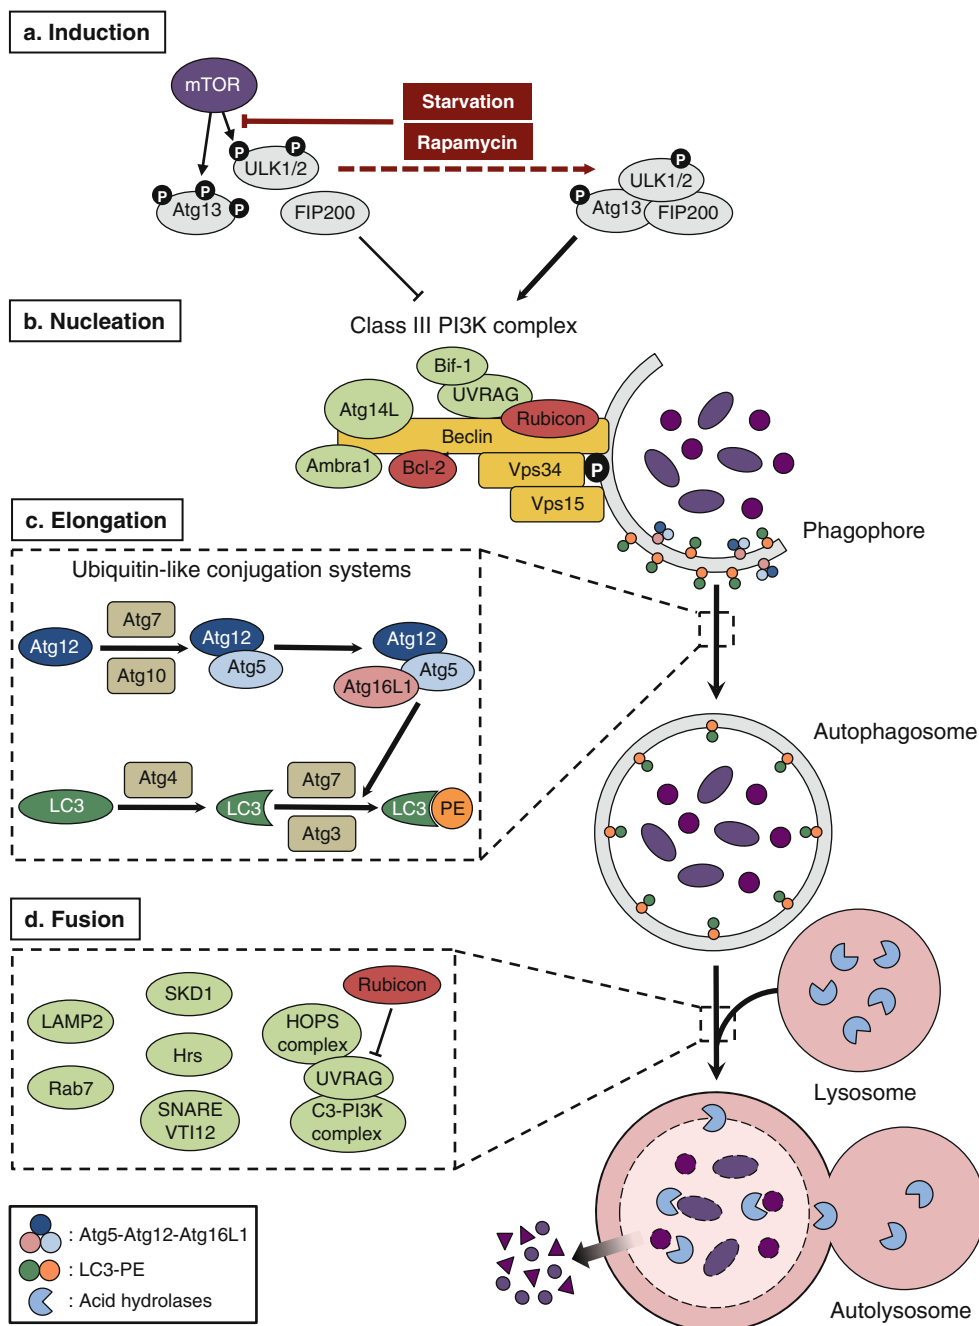 a. Induction
mTOR
Starvation
Rapamycin
P
P
ULK1/2
P
P
P
Atg13
FIP200
P
ULK1/2
P
Atg13
FIP200
b. Nucleation
Class III PI3K complex
Bif-1
UVRAG
Atg14L
Rubicon
Beclin
Ambra1
Bcl-2
Vps34
P
Vps15
Phagophore
c. Elongation
Ubiquitin-like conjugation systems
Atg7
Atg12
Atg10
Atg12
Atg5
Atg12
Atg5
Atg16L1
Atg4
Atg7
LC3
LC3
Atg3
LC3
PE
Autophagosome
d. Fusion
SKD1
Rubicon
LAMP2
HOPS
complex
Hrs
Rab7
UVRAG
SNARE
VTI12
C3-PI3K
complex
Lysosome
: Atg5-Atg12-Atg16L1
: LC3-PE
: Acid hydrolases
Autolysosome